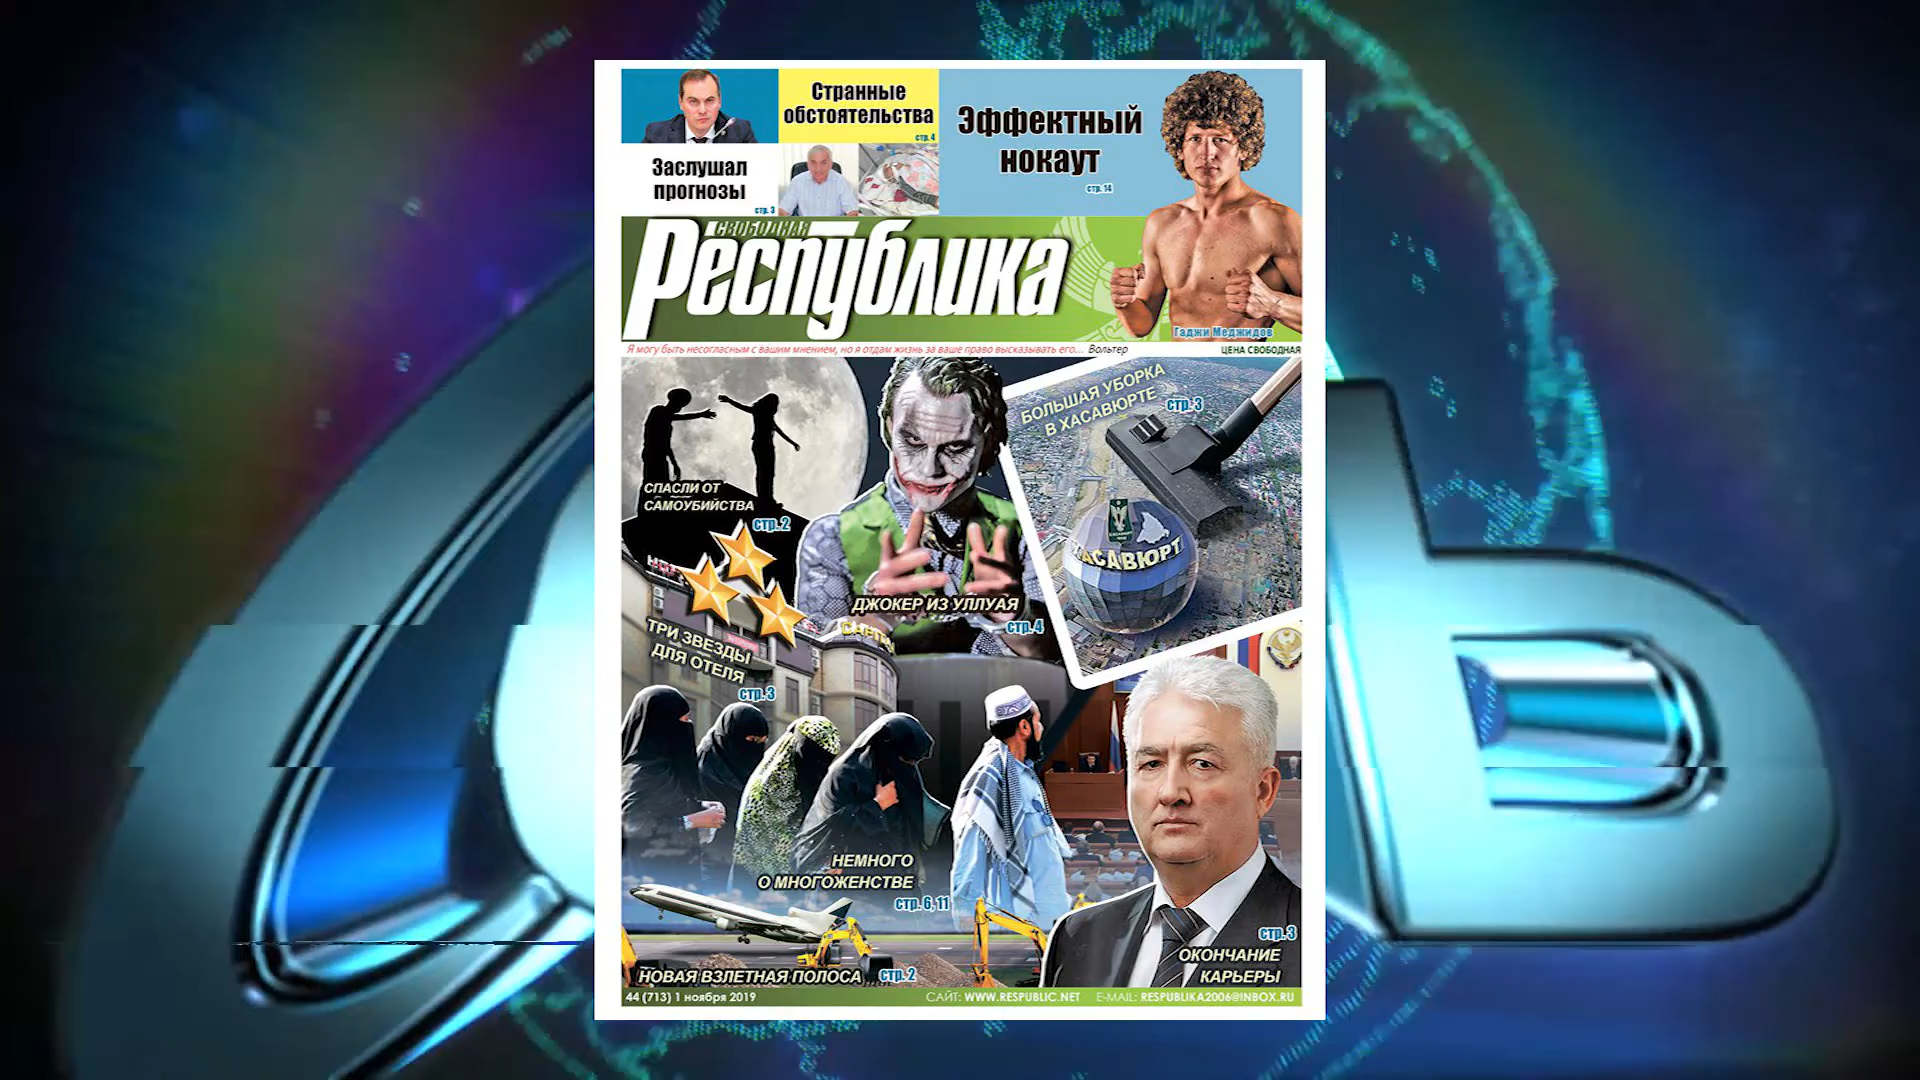 Странные
обстоятельства
стр. 4
Эффектный
нокаут
стр. 14
Заслушал
прогнозы
стр. 3
СВОБОДНАЯ
Республика
Гаджи Меджидов
Я могу быть несогласным с вашим мнением, но я отдам жизнь за ваше право высказывать его... Вольтер
ЦЕНА СВОБОДНАЯ
БОЛЬШАЯ УБОРКА
В ХАСАВЮРТЕ
стр. 3
СПАСЛИ ОТ
САМОУБИЙСТВА
стр. 2
ХАСАВЮРТ
ДЖОКЕР ИЗ УЛЛУАЯ
стр. 4
ТРИ ЗВЕЗДЫ
ДЛЯ ОТЕЛЯ
стр. 3
НЕМНОГО
О МНОГОЖЕНСТВЕ
стр. 6, 11
стр. 3
ОКОНЧАНИЕ
КАРЬЕРЫ
НОВАЯ ВЗЛЕТНАЯ ПОЛОСА
стр. 2
44 (713) 1 ноября 2019
САЙТ: WWW.RESPUBLIC.NET E-MAIL: RESPUBLIKA2006@INBOX.RU